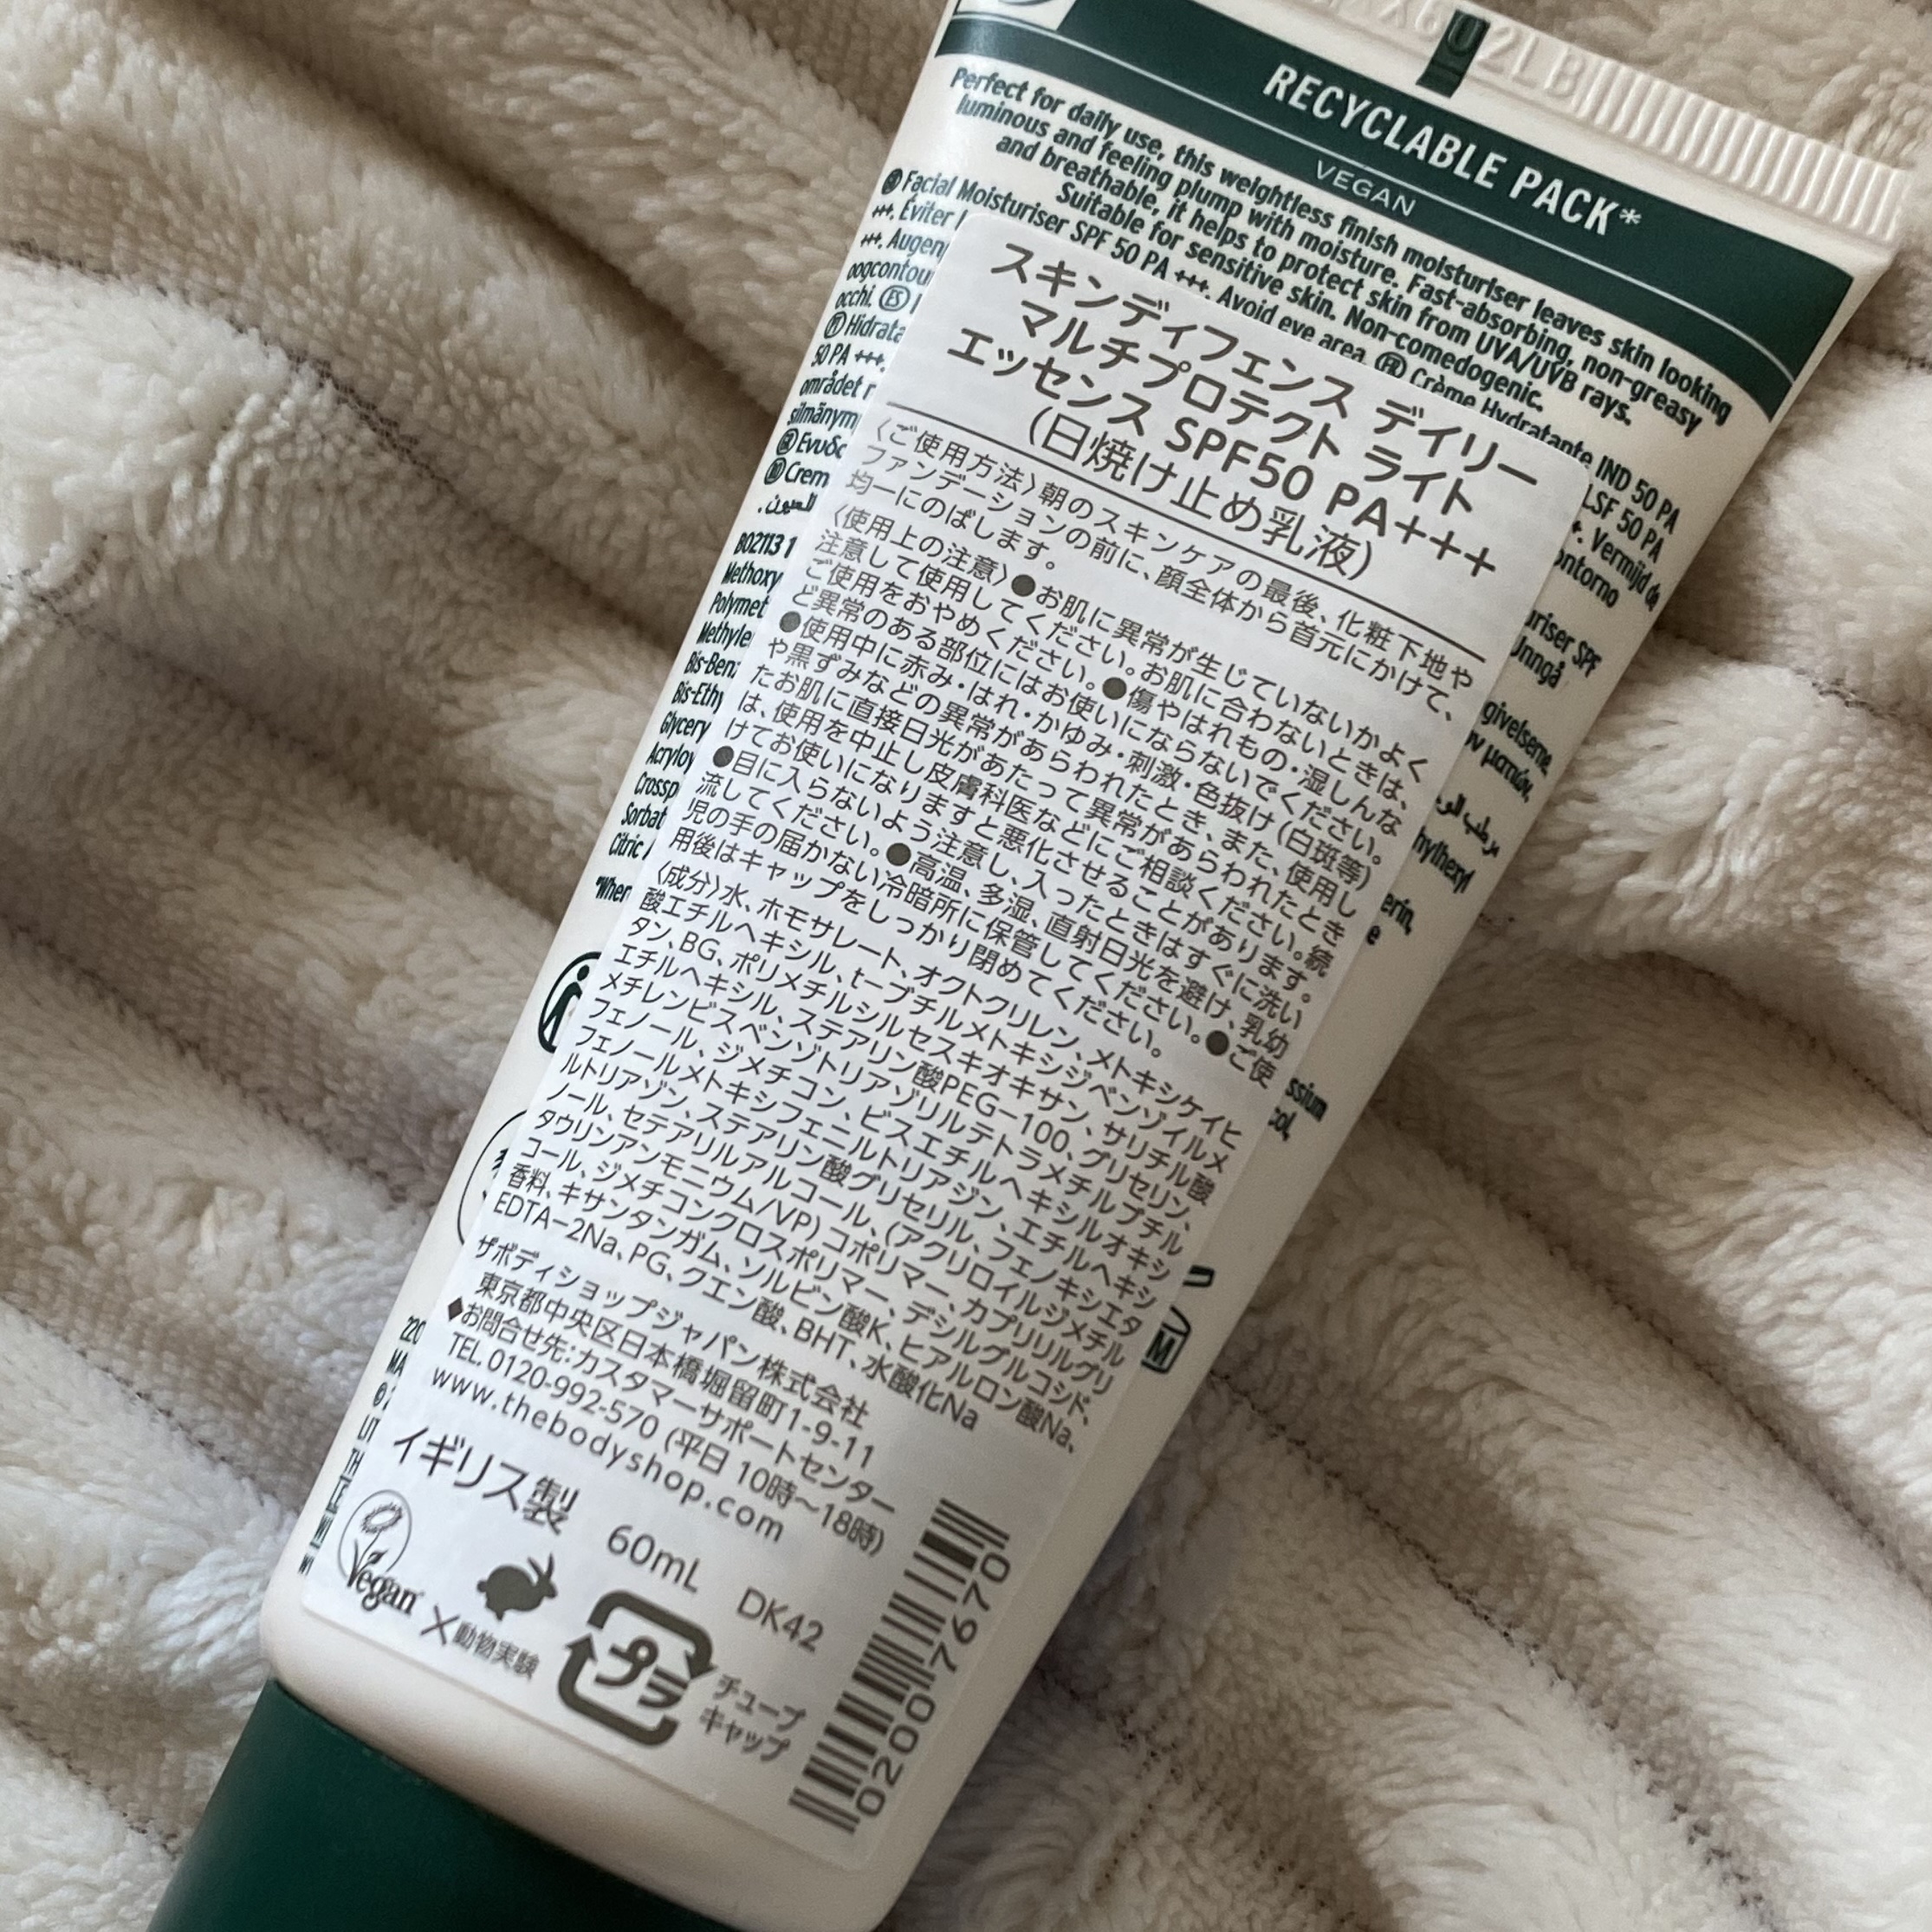 RECYCLABLE PACK*
VEGAN
Perfect for daily use, this weightless finish moisturiser leaves skin looking
luminous and feeling plump with moisture. Fast-absorbing, non-greasy
and breathable, it helps to protect skin from UVA/UVB rays.
Suitable for sensitive skin. Non-comedogenic.
Facial Moisturiser SPF 50 PA +++. Avoid eye area. FR Crème Hydratante IND 50 PA
+++. Éviter
LSF 50 PA
+++. Augen
Vermijd de
oogcontou
ontorno
occhi. ES
Hidrata
uriser SPF
50 PA +++
Unngå
området
silmänym
Ενυδ
Crem
B02113 1
Methoxy
Polymet
Methyle
Bis-Ben
Bis-Ethy
Glycery
Acryloy
Crossp
Sorbat
Citric
*When
スキンディフェンス デイリー
マルチプロテクト ライト
エッセンス SPF50 PA+++
(日焼け止め乳液)
〈ご使用方法〉朝のスキンケアの最後、化粧下地や
ファンデーションの前に、顔全体から首元にかけて、
均一にのばします。
〈使用上の注意〉●お肌に異常が生じていないかよく
注意して使用してください。お肌に合わないときは、
ご使用をおやめください。●傷やはれもの・湿しんな
ど異常のある部位にはお使いにならないでください。
●使用中に赤み・はれ・かゆみ・刺激・色抜け(白斑等)
や黒ずみなどの異常があらわれたとき、また、使用し
たお肌に直接日光があたって異常があらわれたとき
は、使用を中止し皮膚科医などにご相談ください。続
けてお使いになりますと悪化させることがあります。
●目に入らないよう注意し、入ったときはすぐに洗い
流してください。●高温、多湿、直射日光を避け、乳幼
児の手の届かない冷暗所に保管してください。●ご使
用後はキャップをしっかり閉めてください。
〈成分〉水、ホモサレート、オクトクリレン、メトキシケイヒ
酸エチルヘキシル、t-ブチルメトキシジベンゾイルメ
タン、BG、ポリメチルシルセスキオキサン、サリチル酸
エチルヘキシル、ステアリン酸PEG-100、グリセリン、
メチレンビスベンゾトリアゾリルテトラメチルブチル
フェノール、ジメチコン、ビスエチルヘキシルオキシ
フェノールメトキシフェニルトリアジン、エチルヘキシ
ルトリアゾン、ステアリン酸グリセリル、フェノキシエタ
ノール、セテアリルアルコール、(アクリロイルジメチル
タウリンアンモニウム/VP) コポリマー、カプリリルグリ
コール、ジメチコンクロスポリマー、デシルグルコシド、
香料、キサンタンガム、ソルビン酸K、ヒアルロン酸Na、
EDTA-2Na、PG、クエン酸、BHT、水酸化Na
ザボディショップジャパン株式会社
東京都中央区日本橋堀留町1-9-11
◆お問合せ先:カスタマーサポートセンター
TEL. 0120-992-570 (平日 10時〜18時)
www.thebodyshop.com
イギリス製 60mL DK42
Vegan
×動物実験
プラ
チューブ
キャップ
0200076670